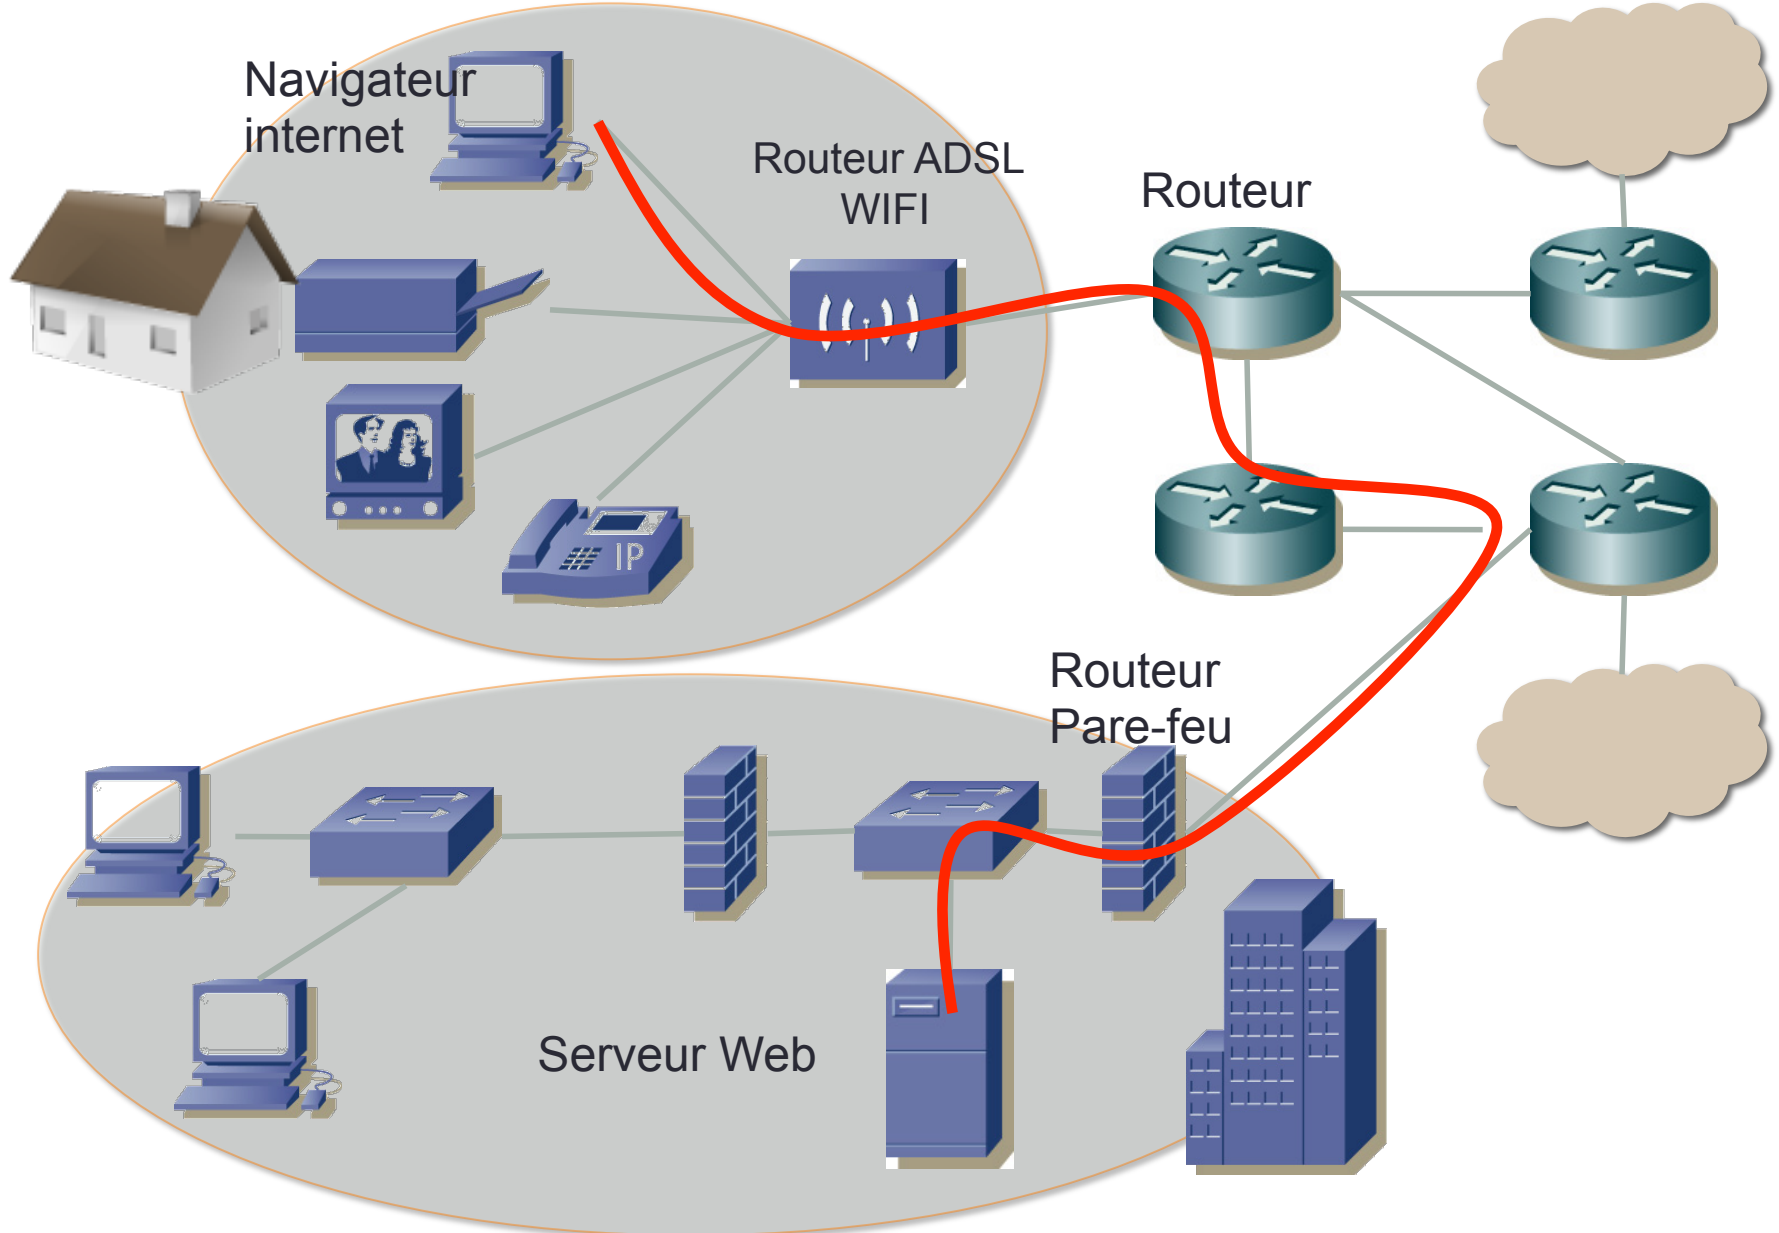 Navigateur
internet
Routeur ADSL
WIFI
Routeur
IP
Routeur
Pare-feu
Serveur Web